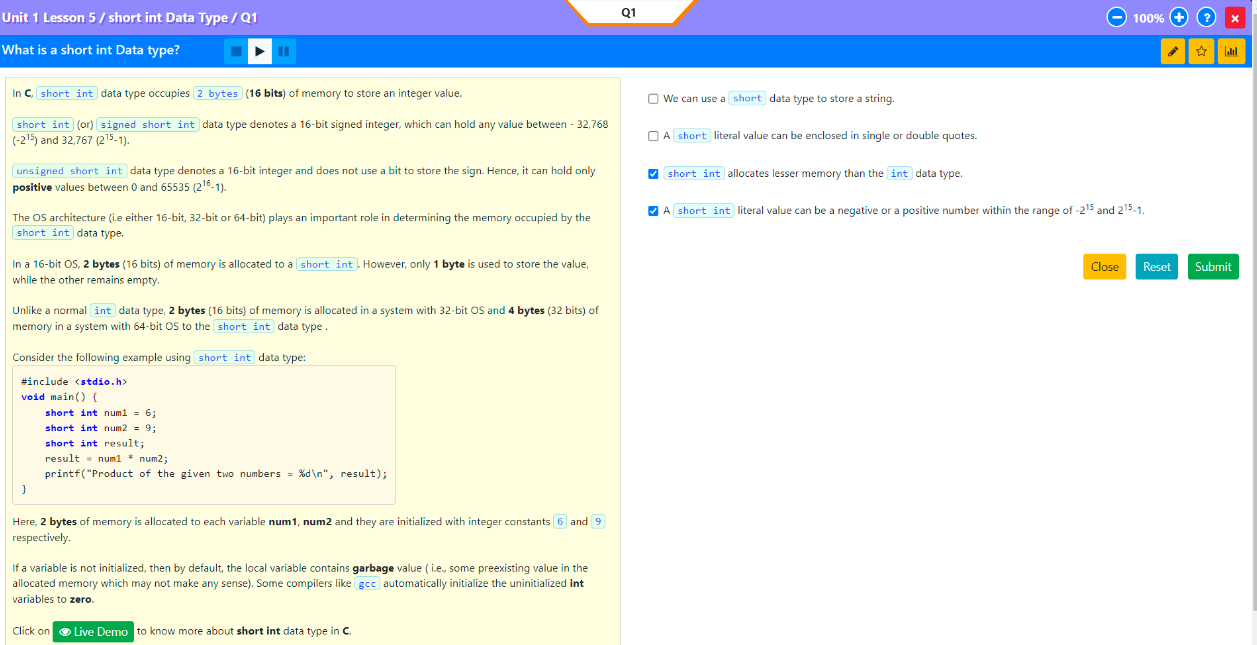 Unit 1 Lesson 5 / short int Data Type / Q1
Q1
100%
?
×
What is a short int Data type?
In C, short int data type occupies 2 bytes (16 bits) of memory to store an integer value.
short int (or) signed short int data type denotes a 16-bit signed integer, which can hold any value between - 32,768
(-2¹⁵) and 32,767 (2¹⁵-1).
unsigned short int data type denotes a 16-bit integer and does not use a bit to store the sign. Hence, it can hold only
positive values between 0 and 65535 (2¹⁶-1).
The OS architecture (i.e either 16-bit, 32-bit or 64-bit) plays an important role in determining the memory occupied by the
short int data type.
In a 16-bit OS, 2 bytes (16 bits) of memory is allocated to a short int. However, only 1 byte is used to store the value,
while the other remains empty.
Unlike a normal int data type, 2 bytes (16 bits) of memory is allocated in a system with 32-bit OS and 4 bytes (32 bits) of
memory in a system with 64-bit OS to the short int data type .
Consider the following example using short int data type:
#include <stdio.h>
void main() {
    short int num1 = 6;
    short int num2 = 9;
    short int result;
    result = num1 * num2;
    printf("Product of the given two numbers = %d\n", result);
}
Here, 2 bytes of memory is allocated to each variable num1, num2 and they are initialized with integer constants 6 and 9
respectively.
If a variable is not initialized, then by default, the local variable contains garbage value ( i.e., some preexisting value in the
allocated memory which may not make any sense). Some compilers like gcc automatically initialize the uninitialized int
variables to zero.
Click on Live Demo to know more about short int data type in C.
We can use a short data type to store a string.
A short literal value can be enclosed in single or double quotes.
short int allocates lesser memory than the int data type.
A short int literal value can be a negative or a positive number within the range of -2¹⁵ and 2¹⁵-1.
Close
Reset
Submit